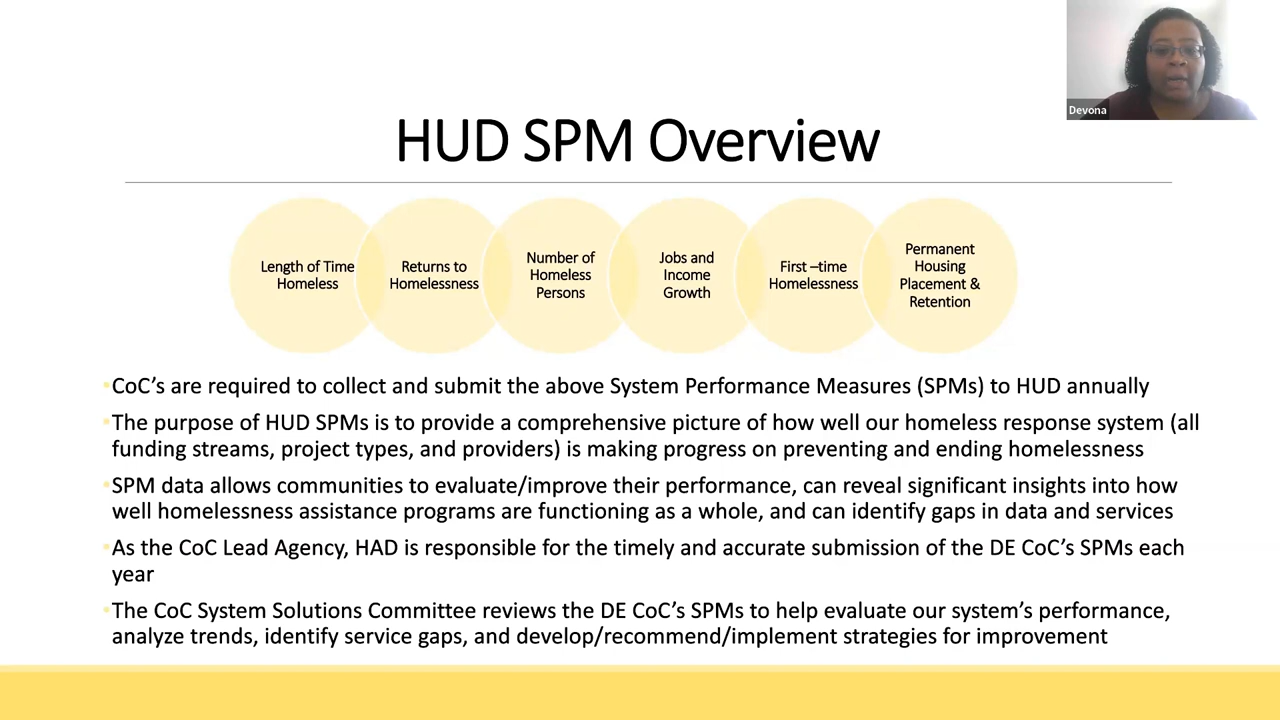 Devona
HUD SPM Overview
Length of Time
Homeless
Returns to
Homelessness
Number of
Homeless
Persons
Jobs and
Income
Growth
First –time
Homelessness
Permanent
Housing
Placement &
Retention
•CoC’s are required to collect and submit the above System Performance Measures (SPMs) to HUD annually
•The purpose of HUD SPMs is to provide a comprehensive picture of how well our homeless response system (all
funding streams, project types, and providers) is making progress on preventing and ending homelessness
•SPM data allows communities to evaluate/improve their performance, can reveal significant insights into how
well homelessness assistance programs are functioning as a whole, and can identify gaps in data and services
•As the CoC Lead Agency, HAD is responsible for the timely and accurate submission of the DE CoC’s SPMs each
year
•The CoC System Solutions Committee reviews the DE CoC’s SPMs to help evaluate our system’s performance,
analyze trends, identify service gaps, and develop/recommend/implement strategies for improvement